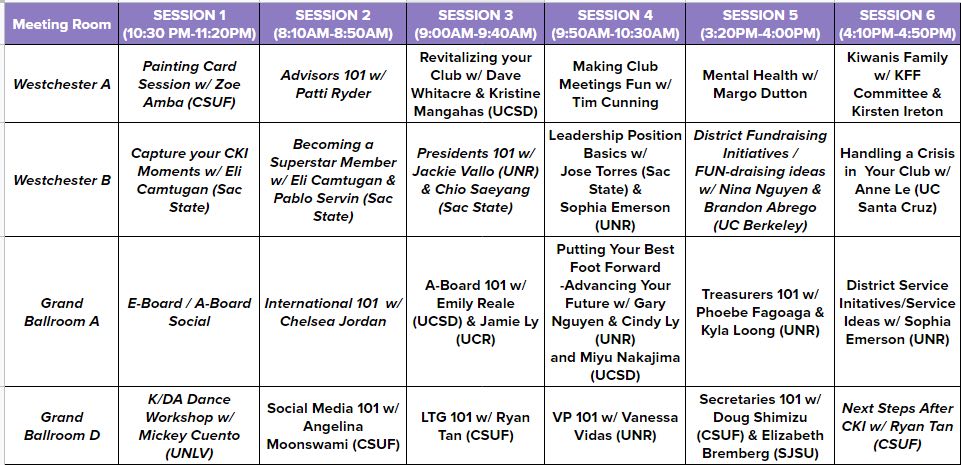 Meeting Room
SESSION 1
(10:30 PM-11:20PM)
SESSION 2
(8:10AM-8:50AM)
SESSION 3
(9:00AM-9:40AM)
SESSION 4
(9:50AM-10:30AM)
SESSION 5
(3:20PM-4:00PM)
SESSION 6
(4:10PM-4:50PM)
Westchester A
Painting Card
Session w/ Zoe
Amba (CSUF)
Advisors 101 w/
Patti Ryder
Revitalizing your
Club w/ Dave
Whitacre & Kristine
Mangahas (UCSD)
Making Club
Meetings Fun w/
Tim Cunning
Mental Health w/
Margo Dutton
Kiwanis Family
w/ KFF
Committee &
Kirsten Ireton
Westchester B
Capture your CKI
Moments w/ Eli
Camtugan (Sac
State)
Becoming a
Superstar Member
w/ Eli Camtugan &
Pablo Servin (Sac
State)
Presidents 101 w/
Jackie Vallo (UNR)
& Chio Saeyang
(Sac State)
Leadership Position
Basics w/
Jose Torres (Sac
State) &
Sophia Emerson
(UNR)
District Fundraising
Initiatives /
FUN-draising ideas
w/ Nina Nguyen &
Brandon Abrego
(UC Berkeley)
Handling a Crisis
in Your Club w/
Anne Le (UC
Santa Cruz)
Grand
Ballroom A
E-Board / A-Board
Social
International 101 w/
Chelsea Jordan
A-Board 101 w/
Emily Reale
(UCSD) & Jamie Ly
(UCR)
Putting Your Best
Foot Forward
-Advancing Your
Future w/ Gary
Nguyen & Cindy Ly
(UNR)
and Miyu Nakajima
(UCSD)
Treasurers 101 w/
Phoebe Fagoaga &
Kyla Loong (UNR)
District Service
Initatives/Service
Ideas w/ Sophia
Emerson (UNR)
Grand
Ballroom D
K/DA Dance
Workshop w/
Mickey Cuento
(UNLV)
Social Media 101 w/
Angelina
Moonswami (CSUF)
LTG 101 w/ Ryan
Tan (CSUF)
VP 101 w/ Vanessa
Vidas (UNR)
Secretaries 101 w/
Doug Shimizu
(CSUF) & Elizabeth
Bremberg (SJSU)
Next Steps After
CKI w/ Ryan Tan
(CSUF)